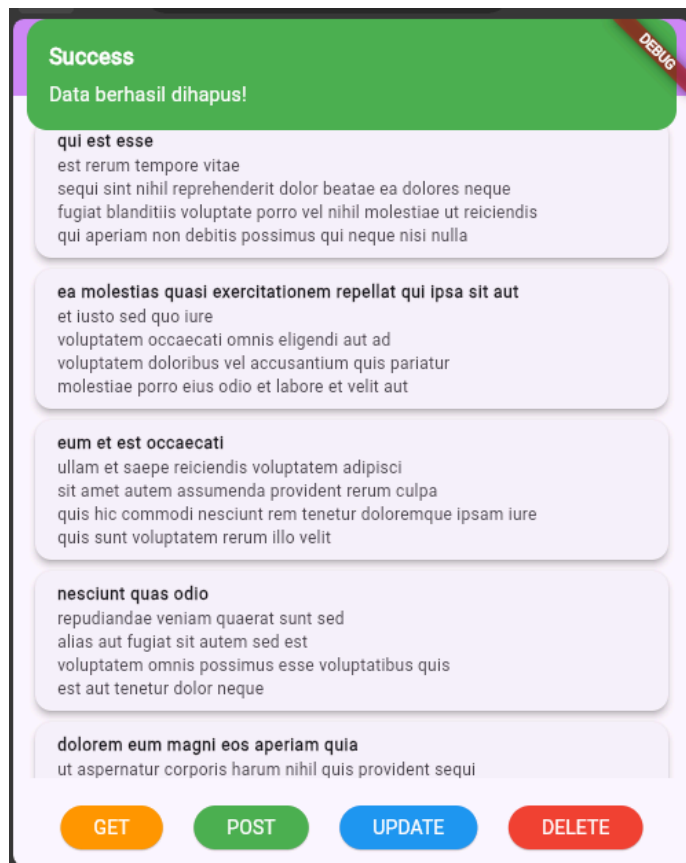 Success
DEBUG
Data berhasil dihapus!
qui est esse
est rerum tempore vitae
sequi sint nihil reprehenderit dolor beatae ea dolores neque
fugiat blanditiis voluptate porro vel nihil molestiae ut reiciendis
qui aperiam non debitis possimus qui neque nisi nulla
ea molestias quasi exercitationem repellat qui ipsa sit aut
et iusto sed quo iure
voluptatem occaecati omnis eligendi aut ad
voluptatem doloribus vel accusantium quis pariatur
molestiae porro eius odio et labore et velit aut
eum et est occaecati
ullam et saepe reiciendis voluptatem adipisci
sit amet autem assumenda provident rerum culpa
quis hic commodi nesciunt rem tenetur doloremque ipsam iure
quis sunt voluptatem rerum illo velit
nesciunt quas odio
repudiandae veniam quaerat sunt sed
alias aut fugiat sit autem sed est
voluptatem omnis possimus esse voluptatibus quis
est aut tenetur dolor neque
dolorem eum magni eos aperiam quia
ut aspernatur corporis harum nihil quis provident sequi
GET POST UPDATE DELETE